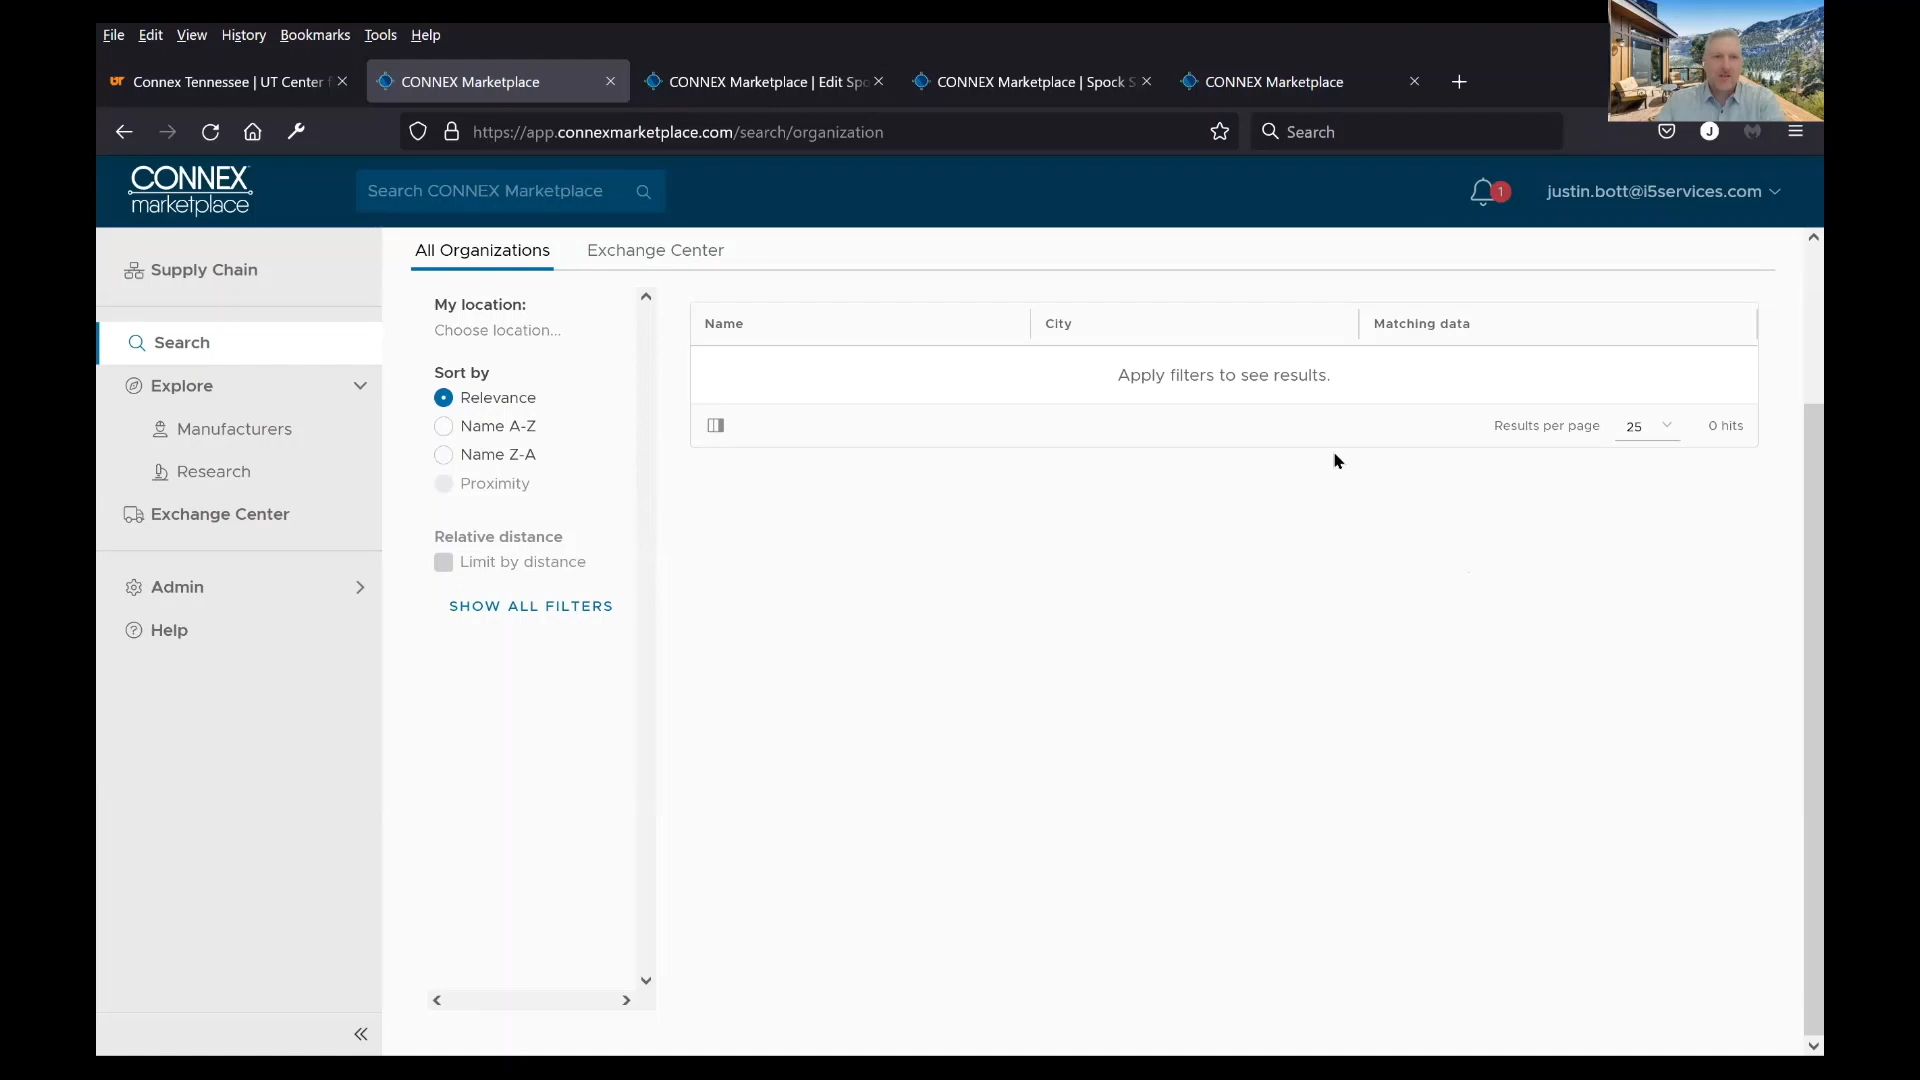 File Edit View History Bookmarks Tools Help
Connex Tennessee | UT Center f
CONNEX Marketplace
CONNEX Marketplace | Edit Spo
CONNEX Marketplace | Spock S
CONNEX Marketplace
https://app.connexmarketplace.com/search/organization
Search
J
CONNEX
marketplace
Search CONNEX Marketplace
1
justin.bott@i5services.com
Supply Chain
Search
Explore
Manufacturers
Research
Exchange Center
Admin
Help
All Organizations
Exchange Center
My location:
Choose location...
Sort by
Relevance
Name A-Z
Name Z-A
Proximity
Relative distance
Limit by distance
SHOW ALL FILTERS
Name City Matching data
Apply filters to see results.
Results per page 25 0 hits